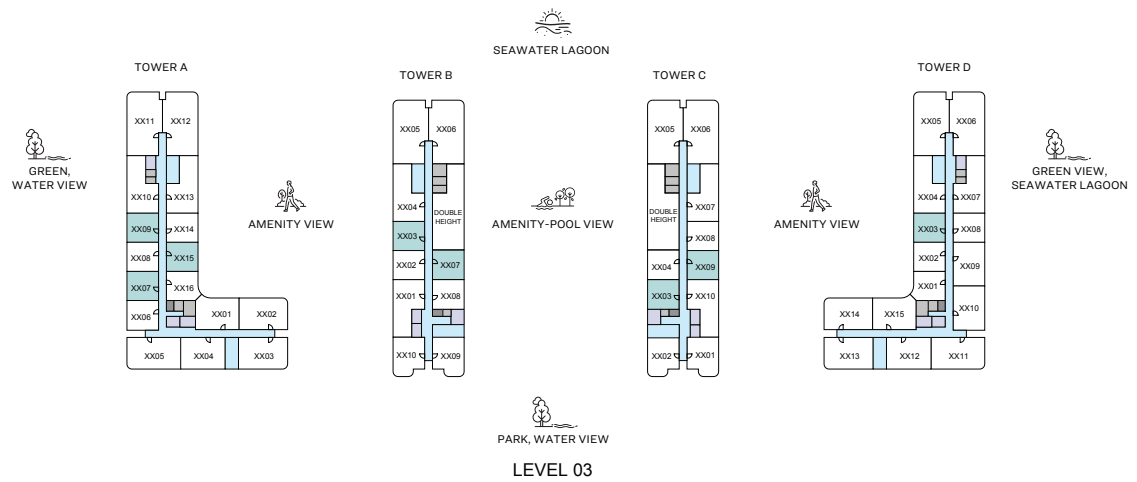 SEAWATER LAGOON
TOWER A
TOWER B
TOWER C
TOWER D
GREEN,
WATER VIEW
AMENITY VIEW
AMENITY-POOL VIEW
AMENITY VIEW
GREEN VIEW,
SEAWATER LAGOON
XX11 XX12
XX10 XX13
XX09 XX14
XX08 XX15
XX07 XX16
XX06 XX01 XX02
XX05 XX04 XX03
XX05 XX06
XX04 DOUBLE
HEIGHT
XX03
XX02 XX07
XX01 XX08
XX10 XX09
XX05 XX06
DOUBLE
HEIGHT
XX07
XX08
XX04 XX09
XX03 XX10
XX02 XX01
XX05 XX06
XX04 XX07
XX03 XX08
XX02 XX09
XX01
XX10
XX14 XX15
XX13 XX12 XX11
PARK, WATER VIEW
LEVEL 03